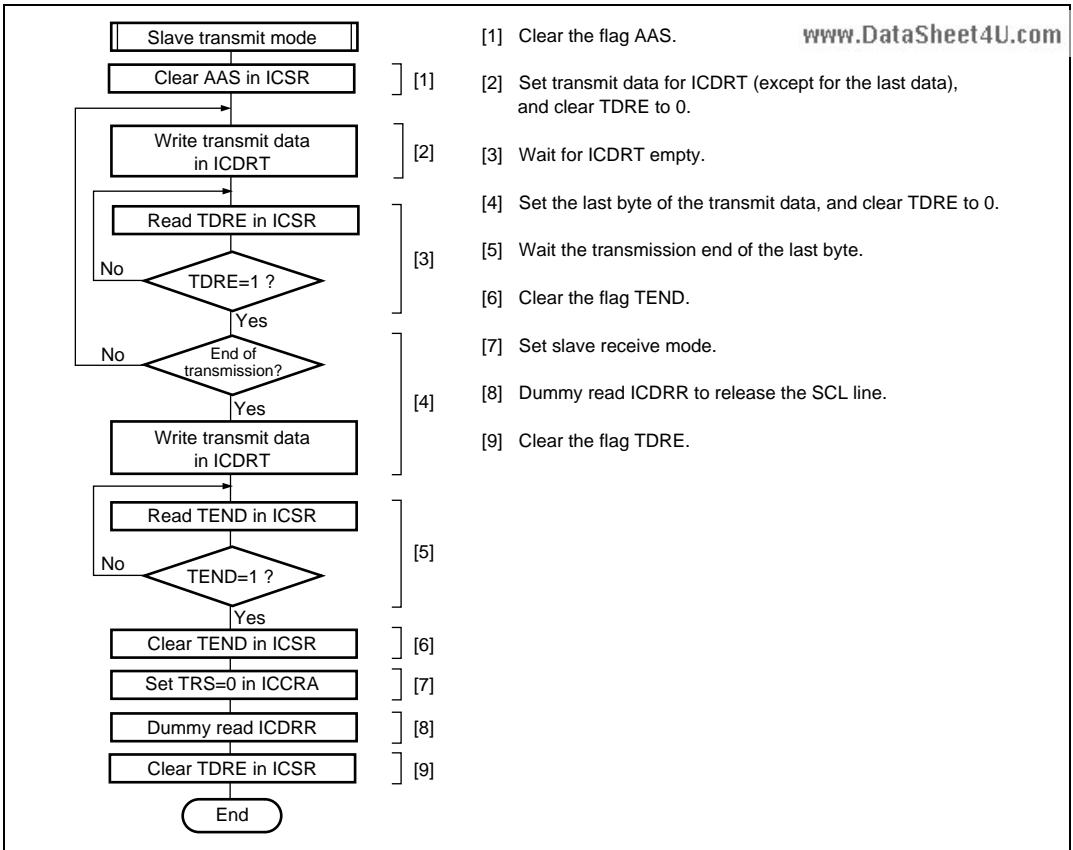 Slave transmit mode
Clear AAS in ICSR
[1]
Write transmit data
in ICDRT
[2]
Read TDRE in ICSR
No
TDRE=1 ?
[3]
Yes
No
End of
transmission?
[4]
Yes
Write transmit data
in ICDRT
Read TEND in ICSR
No
TEND=1 ?
[5]
Yes
Clear TEND in ICSR
[6]
Set TRS=0 in ICCRA
[7]
Dummy read ICDRR
[8]
Clear TDRE in ICSR
[9]
End
[1] Clear the flag AAS.
www.DataSheet4U.com
[2] Set transmit data for ICDRT (except for the last data),
and clear TDRE to 0.
[3] Wait for ICDRT empty.
[4] Set the last byte of the transmit data, and clear TDRE to 0.
[5] Wait the transmission end of the last byte.
[6] Clear the flag TEND.
[7] Set slave receive mode.
[8] Dummy read ICDRR to release the SCL line.
[9] Clear the flag TDRE.